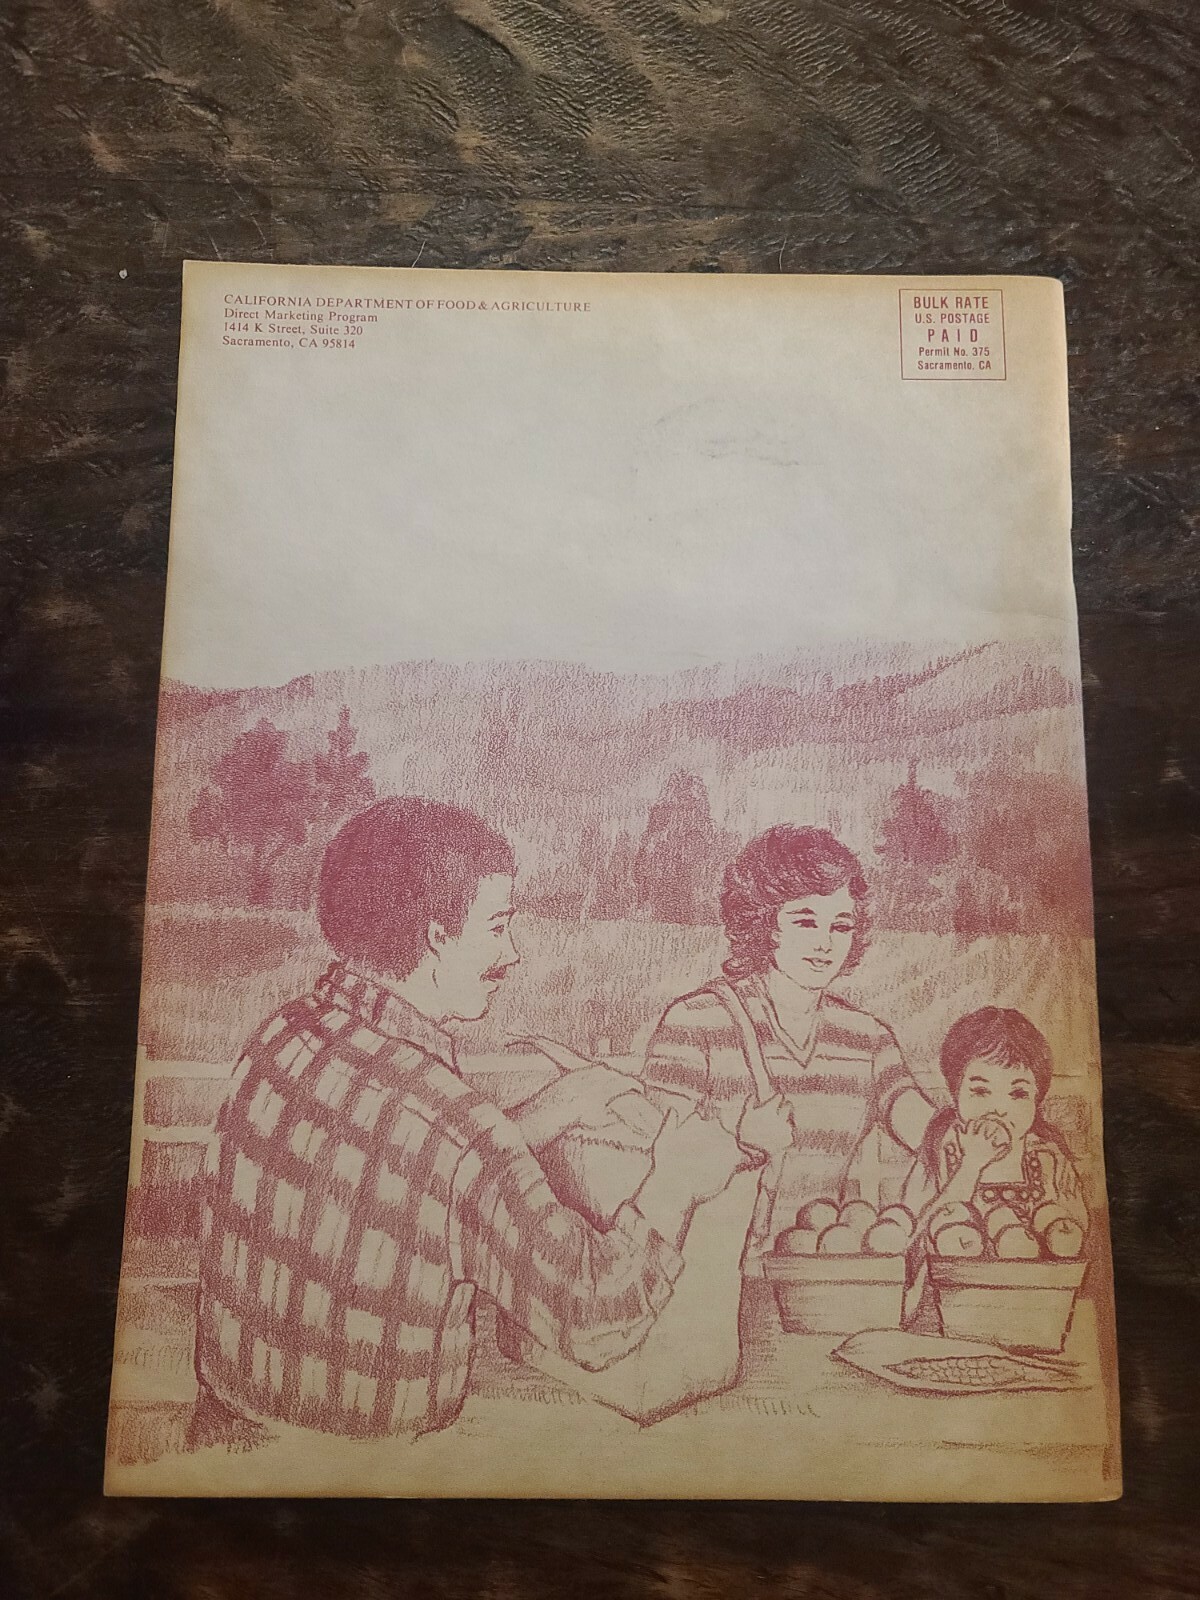 CALIFORNIA DEPARTMENT OF FOOD & AGRICULTURE
Direct Marketing Program
1414 K Street, Suite 320
Sacramento, CA 95814
BULK RATE
U.S. POSTAGE
PAID
Permit No. 375
Sacramento, CA